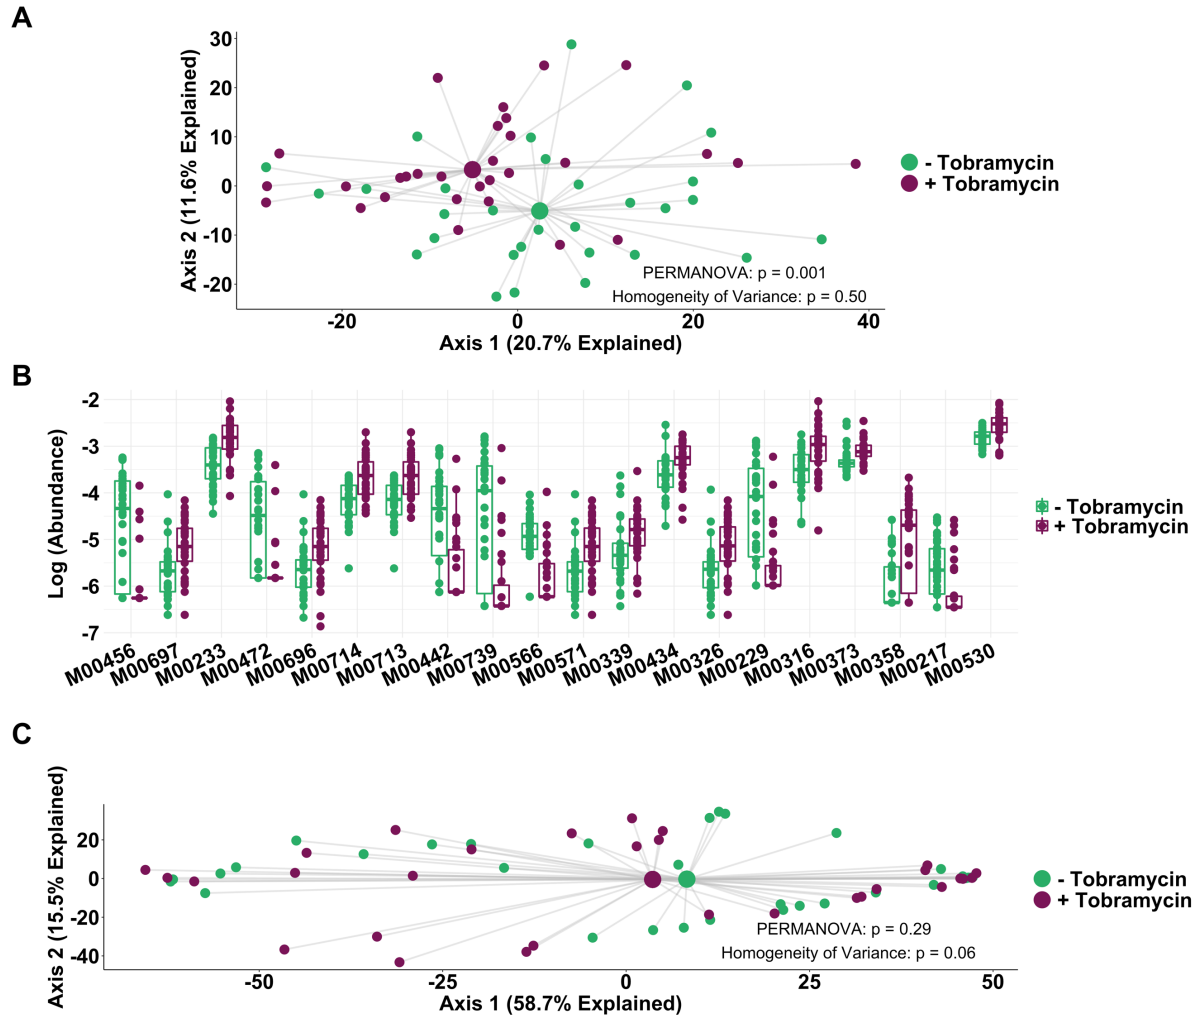 A
Axis 2 (11.6% Explained)
30
20
10
0
-10
-20
-20
0
20
40
Axis 1 (20.7% Explained)
PERMANOVA: p = 0.001
Homogeneity of Variance: p = 0.50
- Tobramycin
+ Tobramycin
B
Log (Abundance)
-2
-3
-4
-5
-6
-7
M00456
M00697
M00233
M00472
M00696
M00714
M00713
M00442
M00739
M00566
M00571
M00339
M00434
M00326
M00229
M00316
M00373
M00358
M00217
M00530
- Tobramycin
+ Tobramycin
C
Axis 2 (15.5% Explained)
20
0
-20
-40
-50
-25
0
25
50
Axis 1 (58.7% Explained)
PERMANOVA: p = 0.29
Homogeneity of Variance: p = 0.06
- Tobramycin
+ Tobramycin